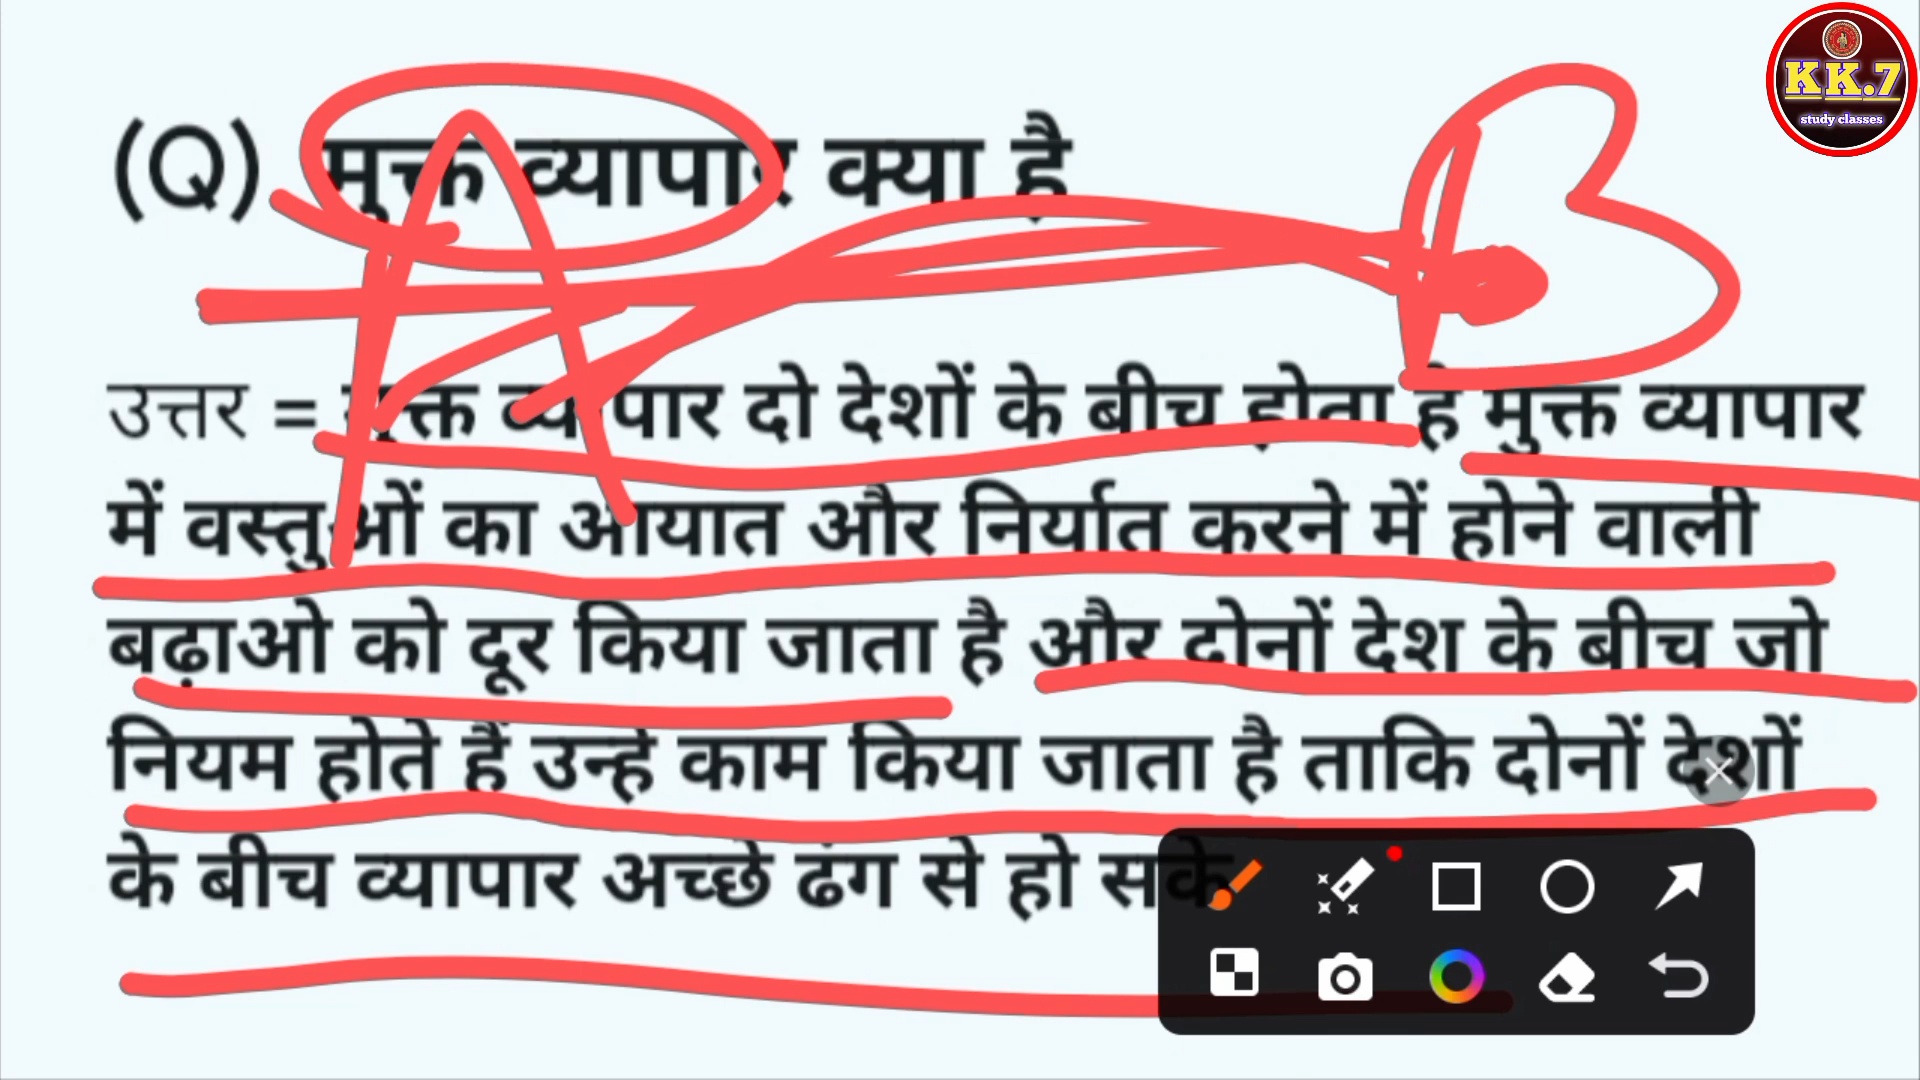 KK.7
study classes
(Q) मुक्त व्यापार क्या है
A B
उत्तर = मुक्त व्यापार दो देशों के बीच होता है मुक्त व्यापार
में वस्तुओं का आयात और निर्यात करने में होने वाली
बढ़ाओ को दूर किया जाता है और दोनों देश के बीच जो
नियम होते हैं उन्हे काम किया जाता है ताकि दोनों देशों
के बीच व्यापार अच्छे ढंग से हो सके